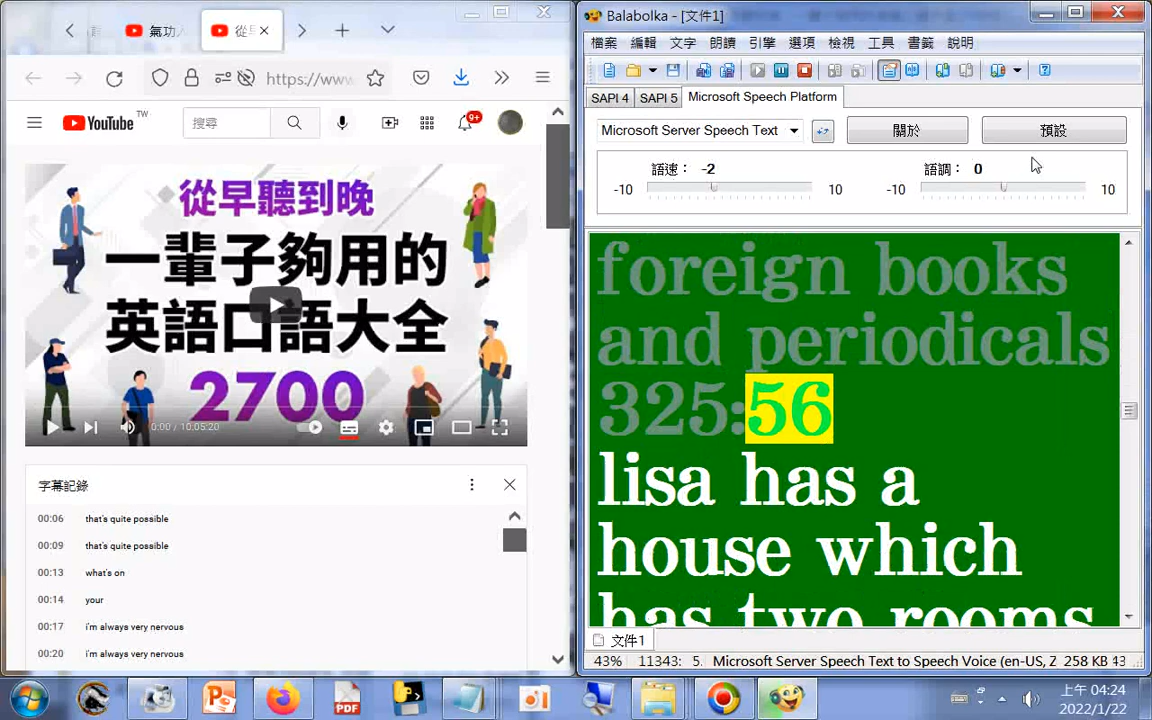 氣功
從
https://www
YouTube TW
搜尋
9+
從早聽到晚
一輩子夠用的
英語口語大全
2700
0:00 / 10:05:20
字幕記錄
00:06 that's quite possible
00:09 that's quite possible
00:13 what's on
00:14 your
00:17 i'm always very nervous
00:20 i'm always very nervous
Balabolka - [文件1]
檔案 編輯 文字 朗讀 引擎 選項 檢視 工具 書籤 說明
SAPI 4 SAPI 5 Microsoft Speech Platform
Microsoft Server Speech Text 關於 預設
語速： -2 語調： 0
-10 10 -10 10
foreign books
and periodicals
325:56
lisa has a
house which
has two rooms
文件1
43% 11343: 5. Microsoft Server Speech Text to Speech Voice (en-US, Z 258 KB 43
PDF
上午 04:24
2022/1/22